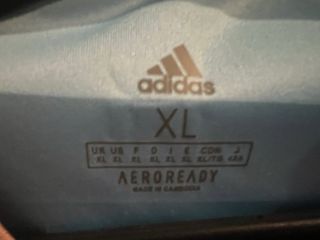 adidas
XL
UK US F D I E CDN J
XL XL XL XL XL XL XL/TG
AEROREADY
MADE IN CAMBODIA